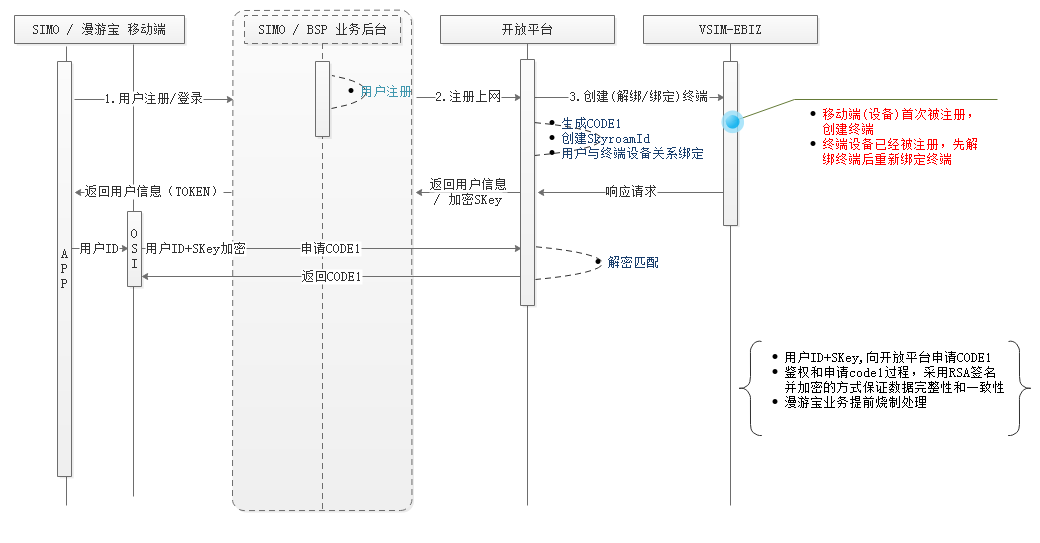 SIMO / 漫游宝 移动端
SIMO / BSP 业务后台
开放平台
VSIM-EBIZ
1.用户注册/登录
用户注册
2.注册上网
3.创建(解绑/绑定)终端
移动端(设备)首次被注册,
创建终端
终端设备已经被注册,先解
绑终端后重新绑定终端
生成CODE1
创建SkyroamId
用户与终端设备关系绑定
返回用户信息（TOKEN）
返回用户信息
/ 加密SKey
响应请求
APP
OSI
用户ID
用户ID+SKey加密
申请CODE1
解密匹配
返回CODE1
用户ID+SKey,向开放平台申请CODE1
鉴权和申请code1过程，采用RSA签名
并加密的方式保证数据完整性和一致性
漫游宝业务提前烧制处理